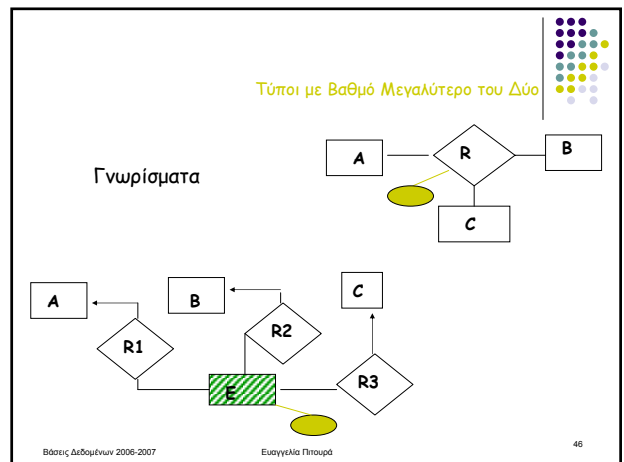 Τύποι με Βαθμό Μεγαλύτερο του Δύο
Γνωρίσματα
A
R
B
C
A
B
C
R1
R2
R3
E
Βάσεις Δεδομένων 2006-2007
Ευαγγελία Πιτουρά
46